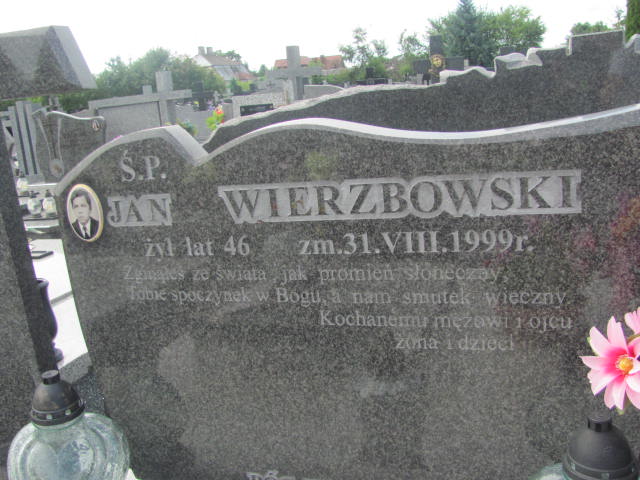 Ś.P.
JAN WIERZBOWSKI
żył lat 46 zm.31.VIII.1999r.
Zginąłeś ze świata, jak promień słoneczny,
Tobie spoczynek w Bogu, a nam smutek wieczny.
Kochanemu mężowi i ojcu
żona i dzieci